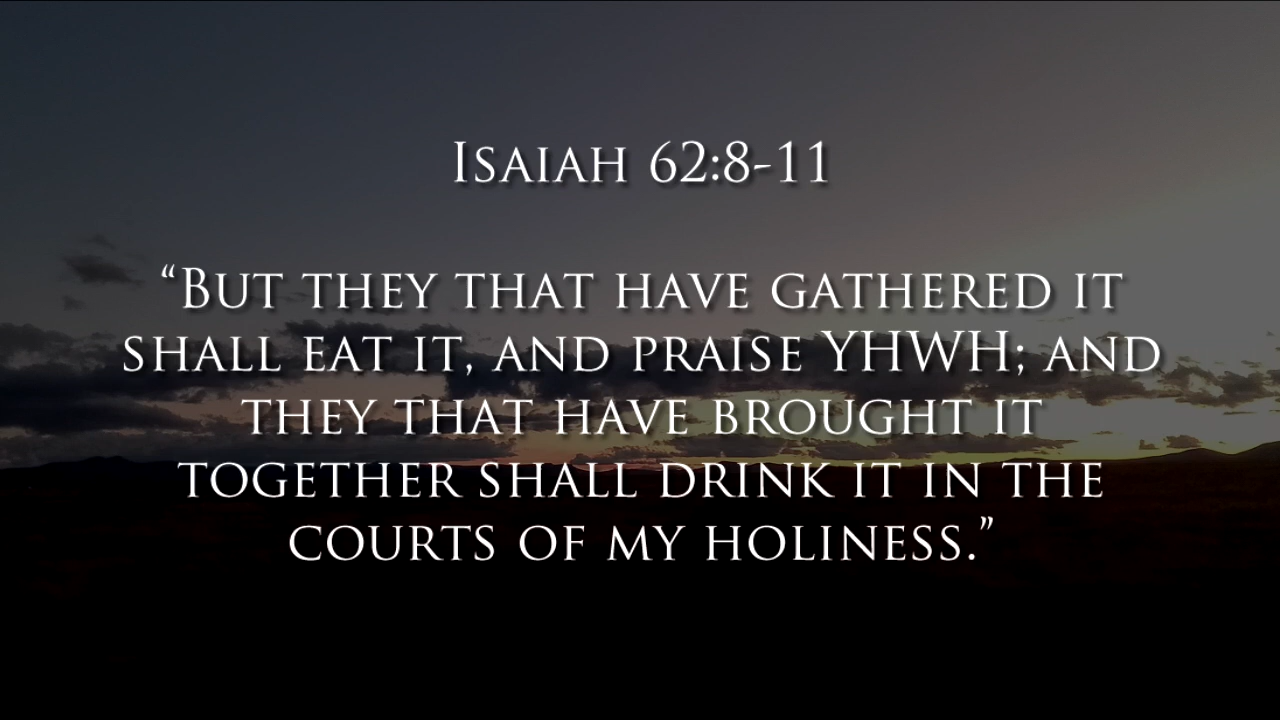 Isaiah 62:8-11
“But they that have gathered it
shall eat it, and praise YHWH; and
they that have brought it
together shall drink it in the
courts of my holiness.”